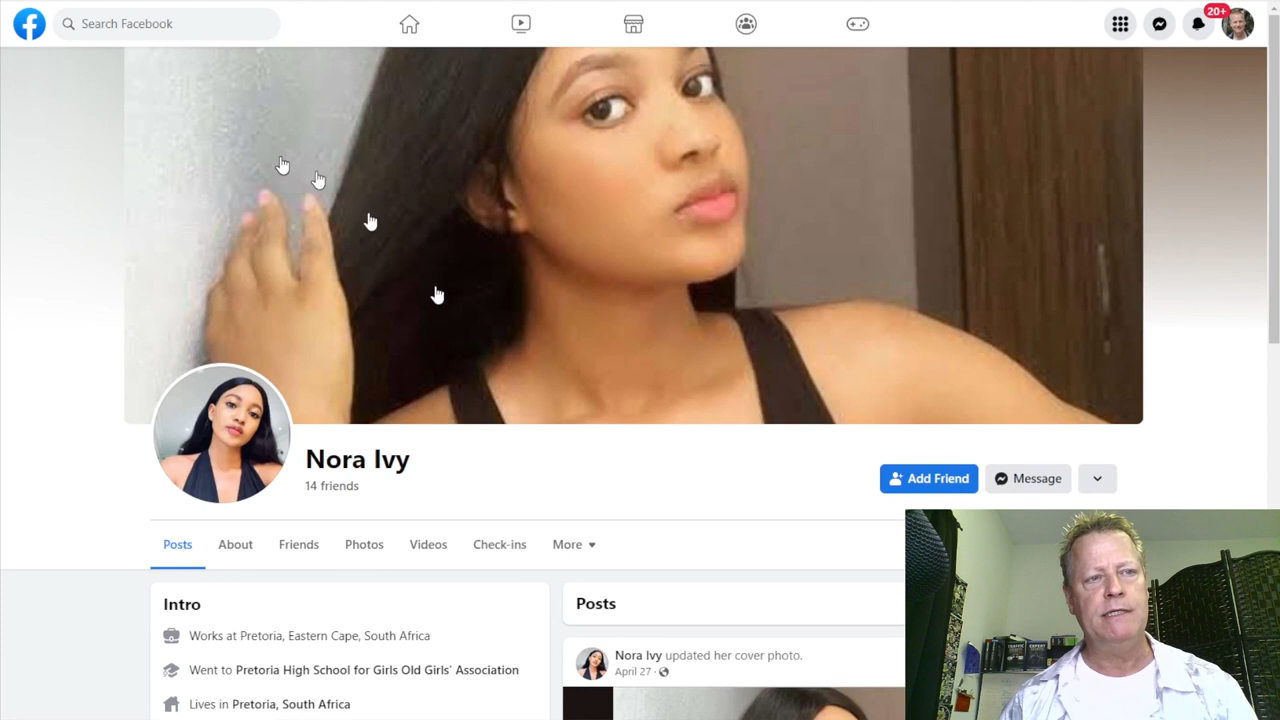 Search Facebook
20+
Nora Ivy
14 friends
Add Friend
Message
Posts
About
Friends
Photos
Videos
Check-ins
More
Intro
Works at Pretoria, Eastern Cape, South Africa
Went to Pretoria High School for Girls Old Girls' Association
Lives in Pretoria, South Africa
Posts
Nora Ivy updated her cover photo.
April 27